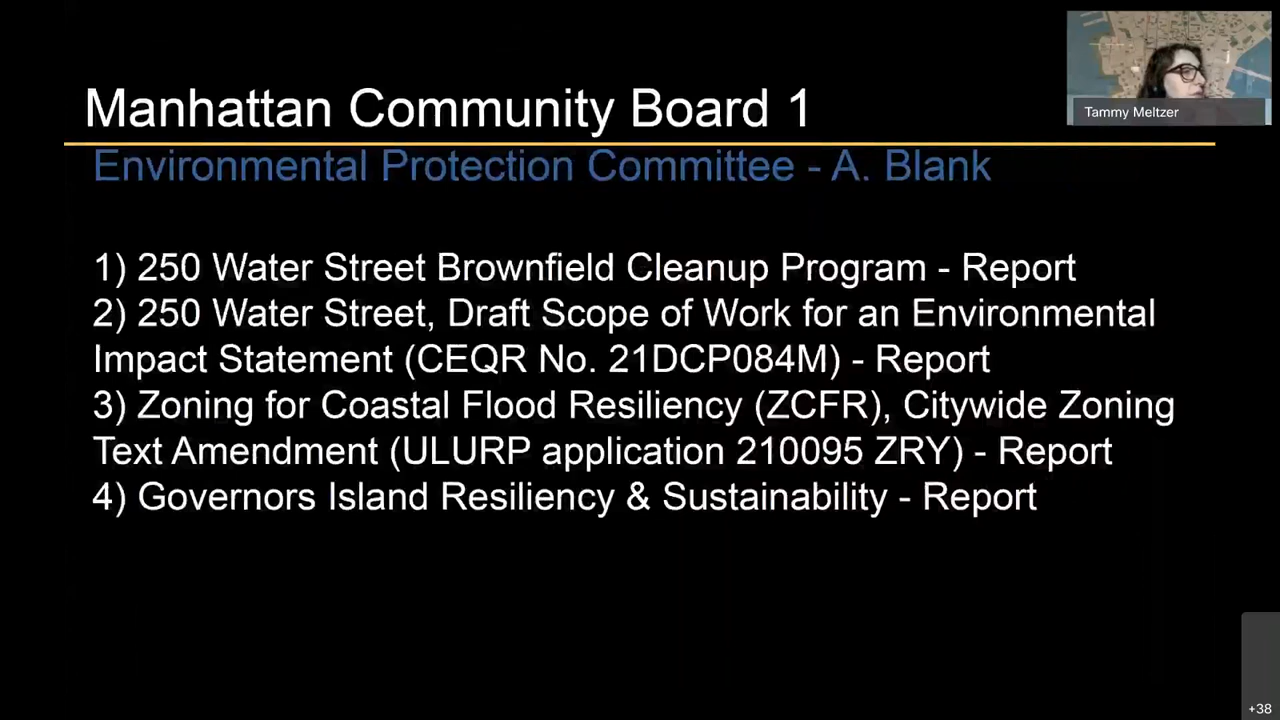 Manhattan Community Board 1
Tammy Meltzer
Environmental Protection Committee - A. Blank
1) 250 Water Street Brownfield Cleanup Program - Report
2) 250 Water Street, Draft Scope of Work for an Environmental
Impact Statement (CEQR No. 21DCP084M) - Report
3) Zoning for Coastal Flood Resiliency (ZCFR), Citywide Zoning
Text Amendment (ULURP application 210095 ZRY) - Report
4) Governors Island Resiliency & Sustainability - Report
+38